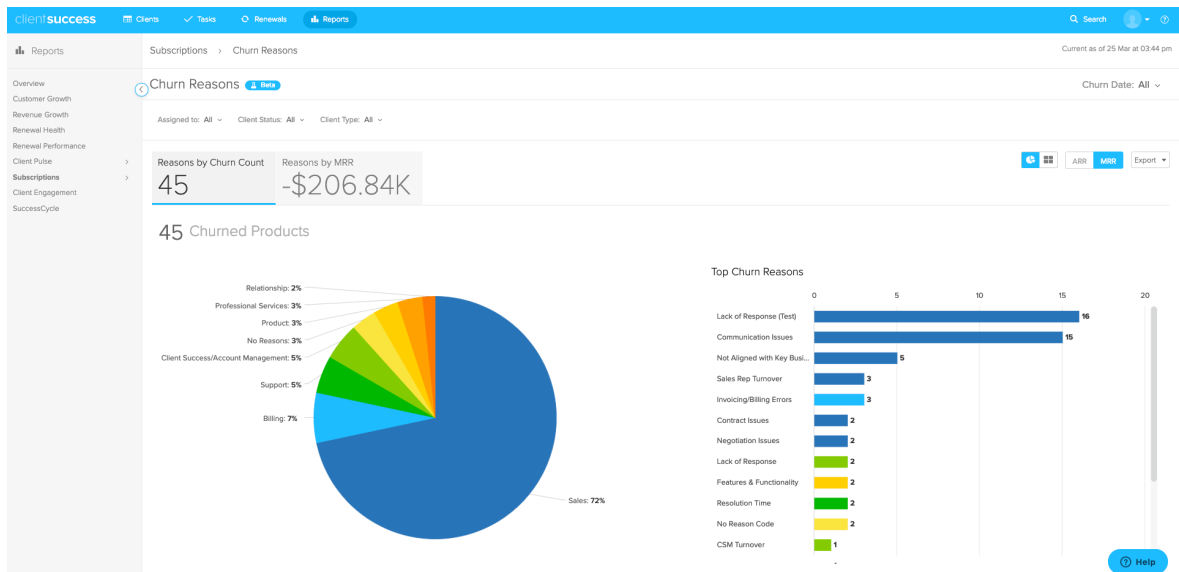 clientsuccess
Clients
Tasks
Renewals
Reports
Search
Reports
Subscriptions > Churn Reasons
Current as of 25 Mar at 03:44 pm
Overview
Customer Growth
Revenue Growth
Renewal Health
Renewal Performance
Client Pulse
Subscriptions
Client Engagement
SuccessCycle
Churn Reasons Beta
Churn Date: All
Assigned to: All
Client Status: All
Client Type: All
Reasons by Churn Count
45
Reasons by MRR
-$206.84K
ARR
MRR
Export
45 Churned Products
Relationship: 2%
Professional Services: 3%
Product: 3%
No Reasons: 3%
Client Success/Account Management: 5%
Support: 5%
Billing: 7%
Sales: 72%
Top Churn Reasons
0 5 10 15 20
Lack of Response (Test) 16
Communication Issues 15
Not Aligned with Key Busi... 5
Sales Rep Turnover 3
Invoicing/Billing Errors 3
Contract Issues 2
Negotiation Issues 2
Lack of Response 2
Features & Functionality 2
Resolution Time 2
No Reason Code 2
CSM Turnover 1
? Help